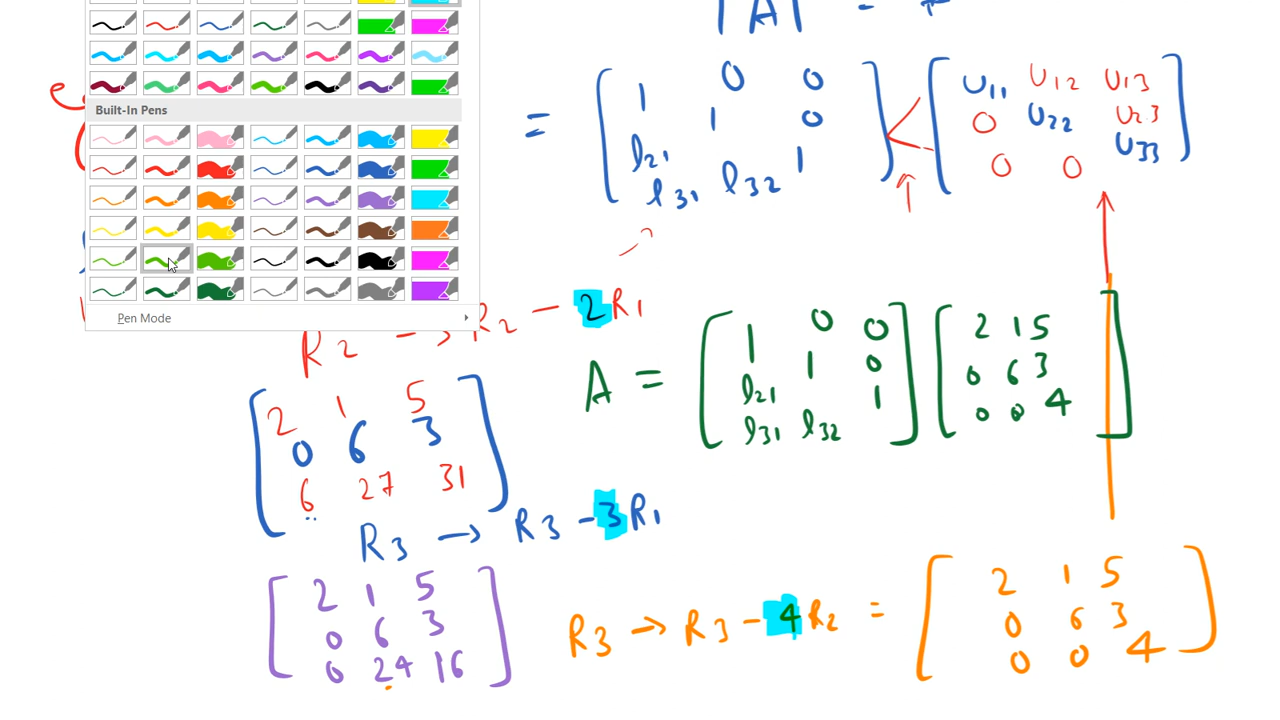 |A|
Built-In Pens
Pen Mode
= [ 1 0 0
l21 1 0
l31 l32 1 ] [ U11 U12 U13
0 U22 U23
0 0 U33 ]
R2 → R2 - 2R1
[ 2 1 5
0 6 3
6 27 31 ]
A = [ 1 0 0
l21 1 0
l31 l32 1 ] [ 2 1 5
0 6 3
0 0 4 ]
R3 → R3 - 3R1
[ 2 1 5
0 6 3
0 24 16 ]
R3 → R3 - 4R2 = [ 2 1 5
0 6 3
0 0 4 ]